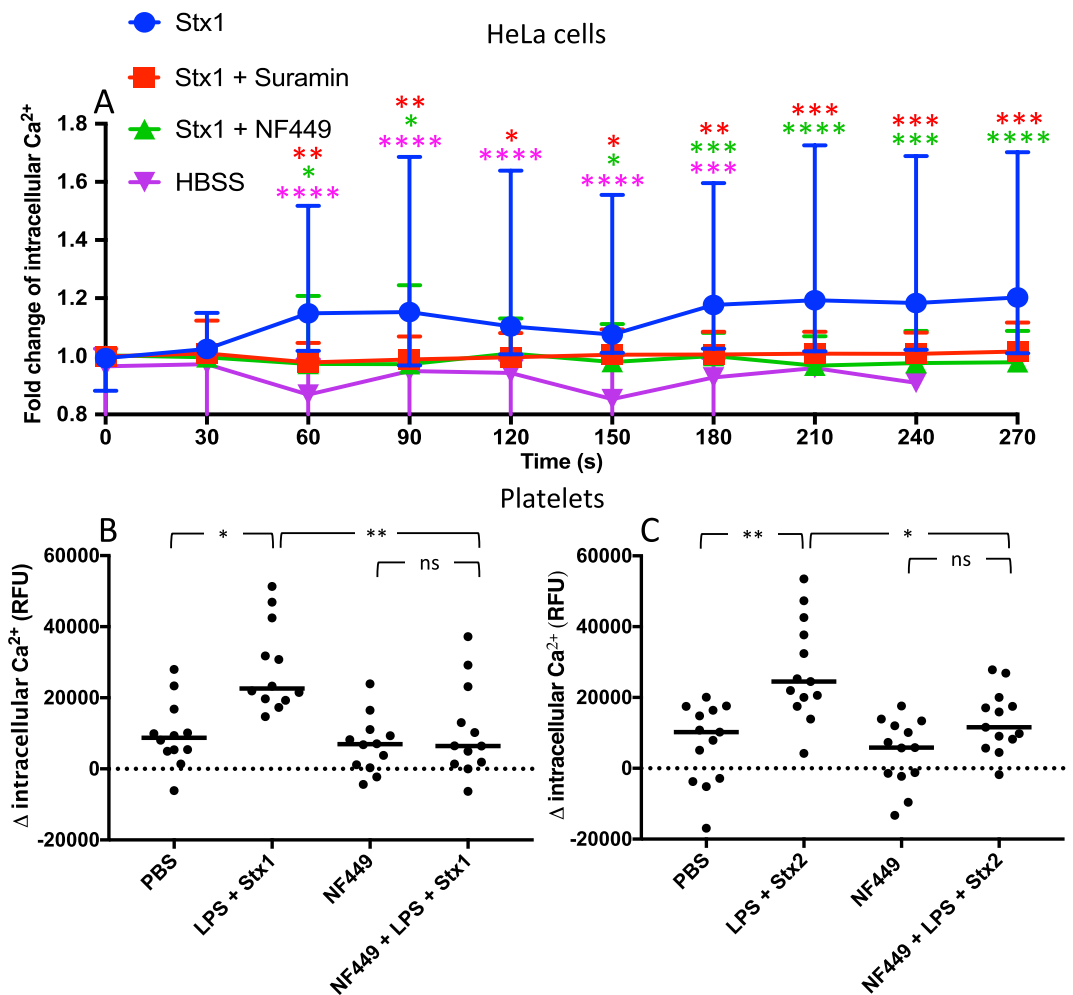 Stx1
HeLa cells
Stx1 + Suramin
A
Stx1 + NF449
HBSS
Fold change of intracellular Ca²⁺
1.8
1.6
1.4
1.2
1.0
0.8
** ** * * ** *** *** ***
* * * *** **** *** ****
**** **** **** **** ***
0 30 60 90 120 150 180 210 240 270
Time (s)
Platelets
B
* **
ns
Δ intracellular Ca²⁺ (RFU)
60000
40000
20000
0
-20000
PBS
LPS + Stx1
NF449
NF449 + LPS + Stx1
C
** *
ns
Δ intracellular Ca²⁺ (RFU)
60000
40000
20000
0
-20000
PBS
LPS + Stx2
NF449
NF449 + LPS + Stx2